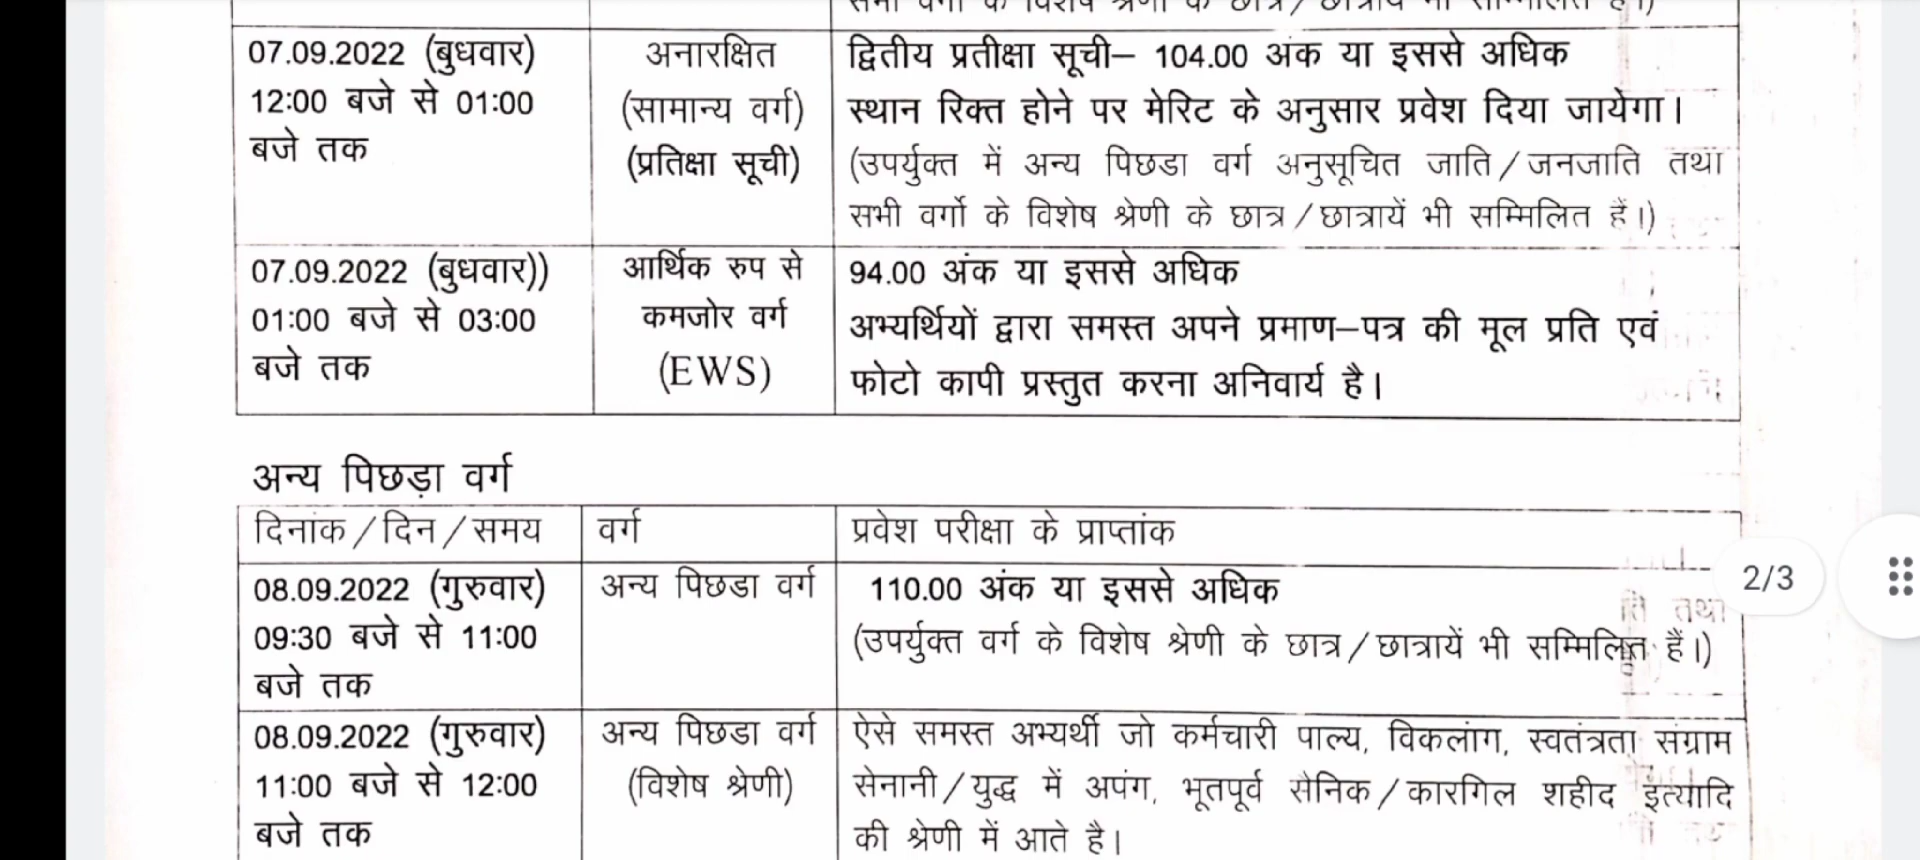 07.09.2022 (बुधवार)
12:00 बजे से 01:00
बजे तक
अनारक्षित
(सामान्य वर्ग)
(प्रतिक्षा सूची)
द्वितीय प्रतीक्षा सूची– 104.00 अंक या इससे अधिक
स्थान रिक्त होने पर मेरिट के अनुसार प्रवेश दिया जायेगा।
(उपर्युक्त में अन्य पिछडा वर्ग अनुसूचित जाति/जनजाति तथा
सभी वर्गो के विशेष श्रेणी के छात्र/छात्रायें भी सम्मिलित हैं।)
07.09.2022 (बुधवार))
01:00 बजे से 03:00
बजे तक
आर्थिक रुप से
कमजोर वर्ग
(EWS)
94.00 अंक या इससे अधिक
अभ्यर्थियों द्वारा समस्त अपने प्रमाण–पत्र की मूल प्रति एवं
फोटो कापी प्रस्तुत करना अनिवार्य है।
अन्य पिछड़ा वर्ग
दिनांक/दिन/समय
वर्ग
प्रवेश परीक्षा के प्राप्तांक
08.09.2022 (गुरुवार)
09:30 बजे से 11:00
बजे तक
अन्य पिछडा वर्ग
110.00 अंक या इससे अधिक
(उपर्युक्त वर्ग के विशेष श्रेणी के छात्र/छात्रायें भी सम्मिलित हैं।)
2/3
08.09.2022 (गुरुवार)
11:00 बजे से 12:00
बजे तक
अन्य पिछडा वर्ग
(विशेष श्रेणी)
ऐसे समस्त अभ्यर्थी जो कर्मचारी पाल्य, विकलांग, स्वतंत्रता संग्राम
सेनानी/युद्ध में अपंग, भूतपूर्व सैनिक/कारगिल शहीद इत्यादि
की श्रेणी में आते है।